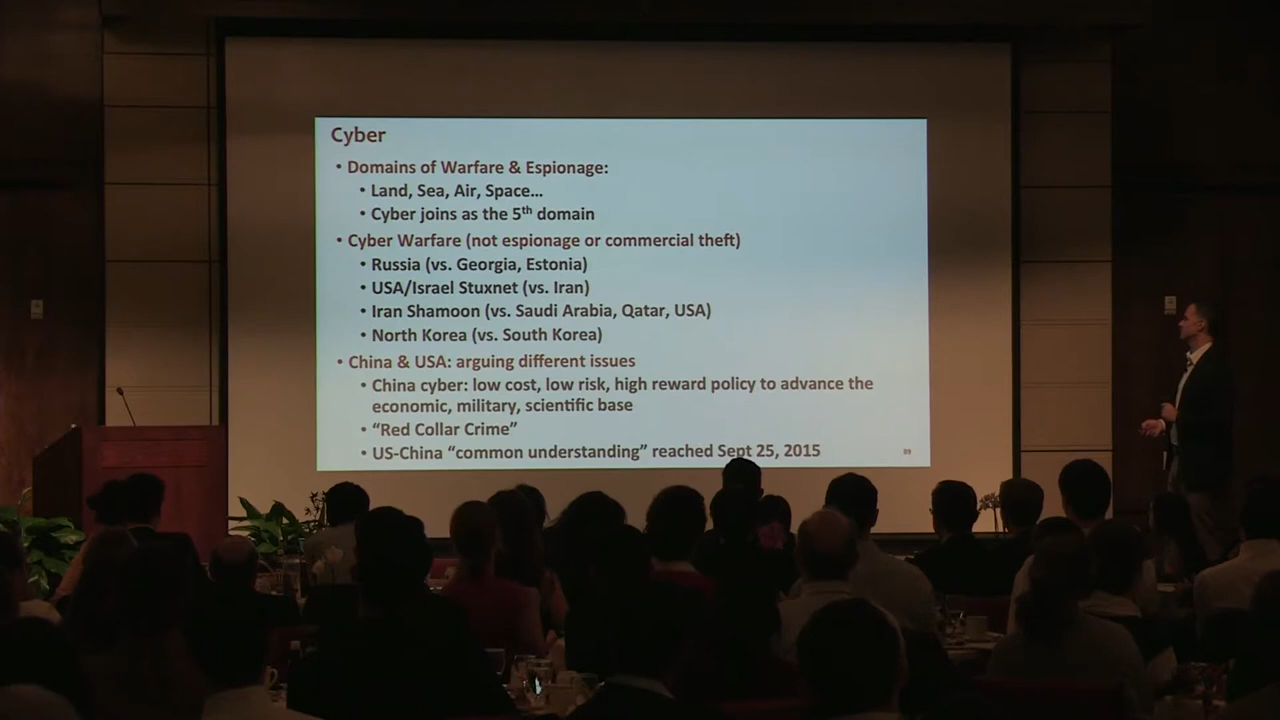 Cyber
• Domains of Warfare & Espionage:
• Land, Sea, Air, Space...
• Cyber joins as the 5th domain
• Cyber Warfare (not espionage or commercial theft)
• Russia (vs. Georgia, Estonia)
• USA/Israel Stuxnet (vs. Iran)
• Iran Shamoon (vs. Saudi Arabia, Qatar, USA)
• North Korea (vs. South Korea)
• China & USA: arguing different issues
• China cyber: low cost, low risk, high reward policy to advance the
economic, military, scientific base
• “Red Collar Crime”
• US-China “common understanding” reached Sept 25, 2015